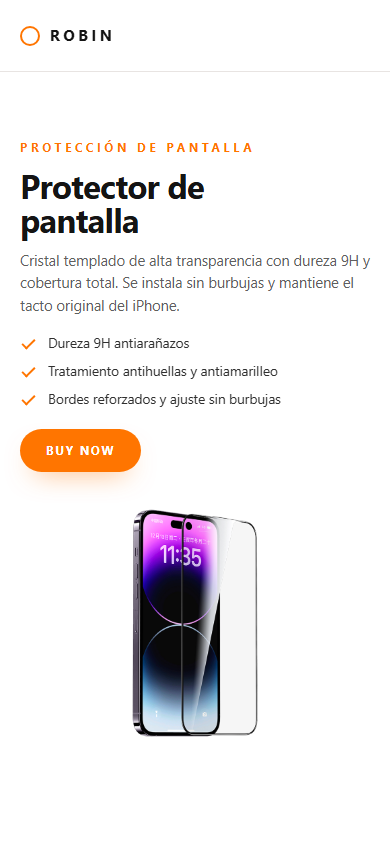 ROBIN
PROTECCIÓN DE PANTALLA
Protector de
pantalla
Cristal templado de alta transparencia con dureza 9H y
cobertura total. Se instala sin burbujas y mantiene el
tacto original del iPhone.
Dureza 9H antiarañazos
Tratamiento antihuellas y antiamarilleo
Bordes reforzados y ajuste sin burbujas
BUY NOW
11:35